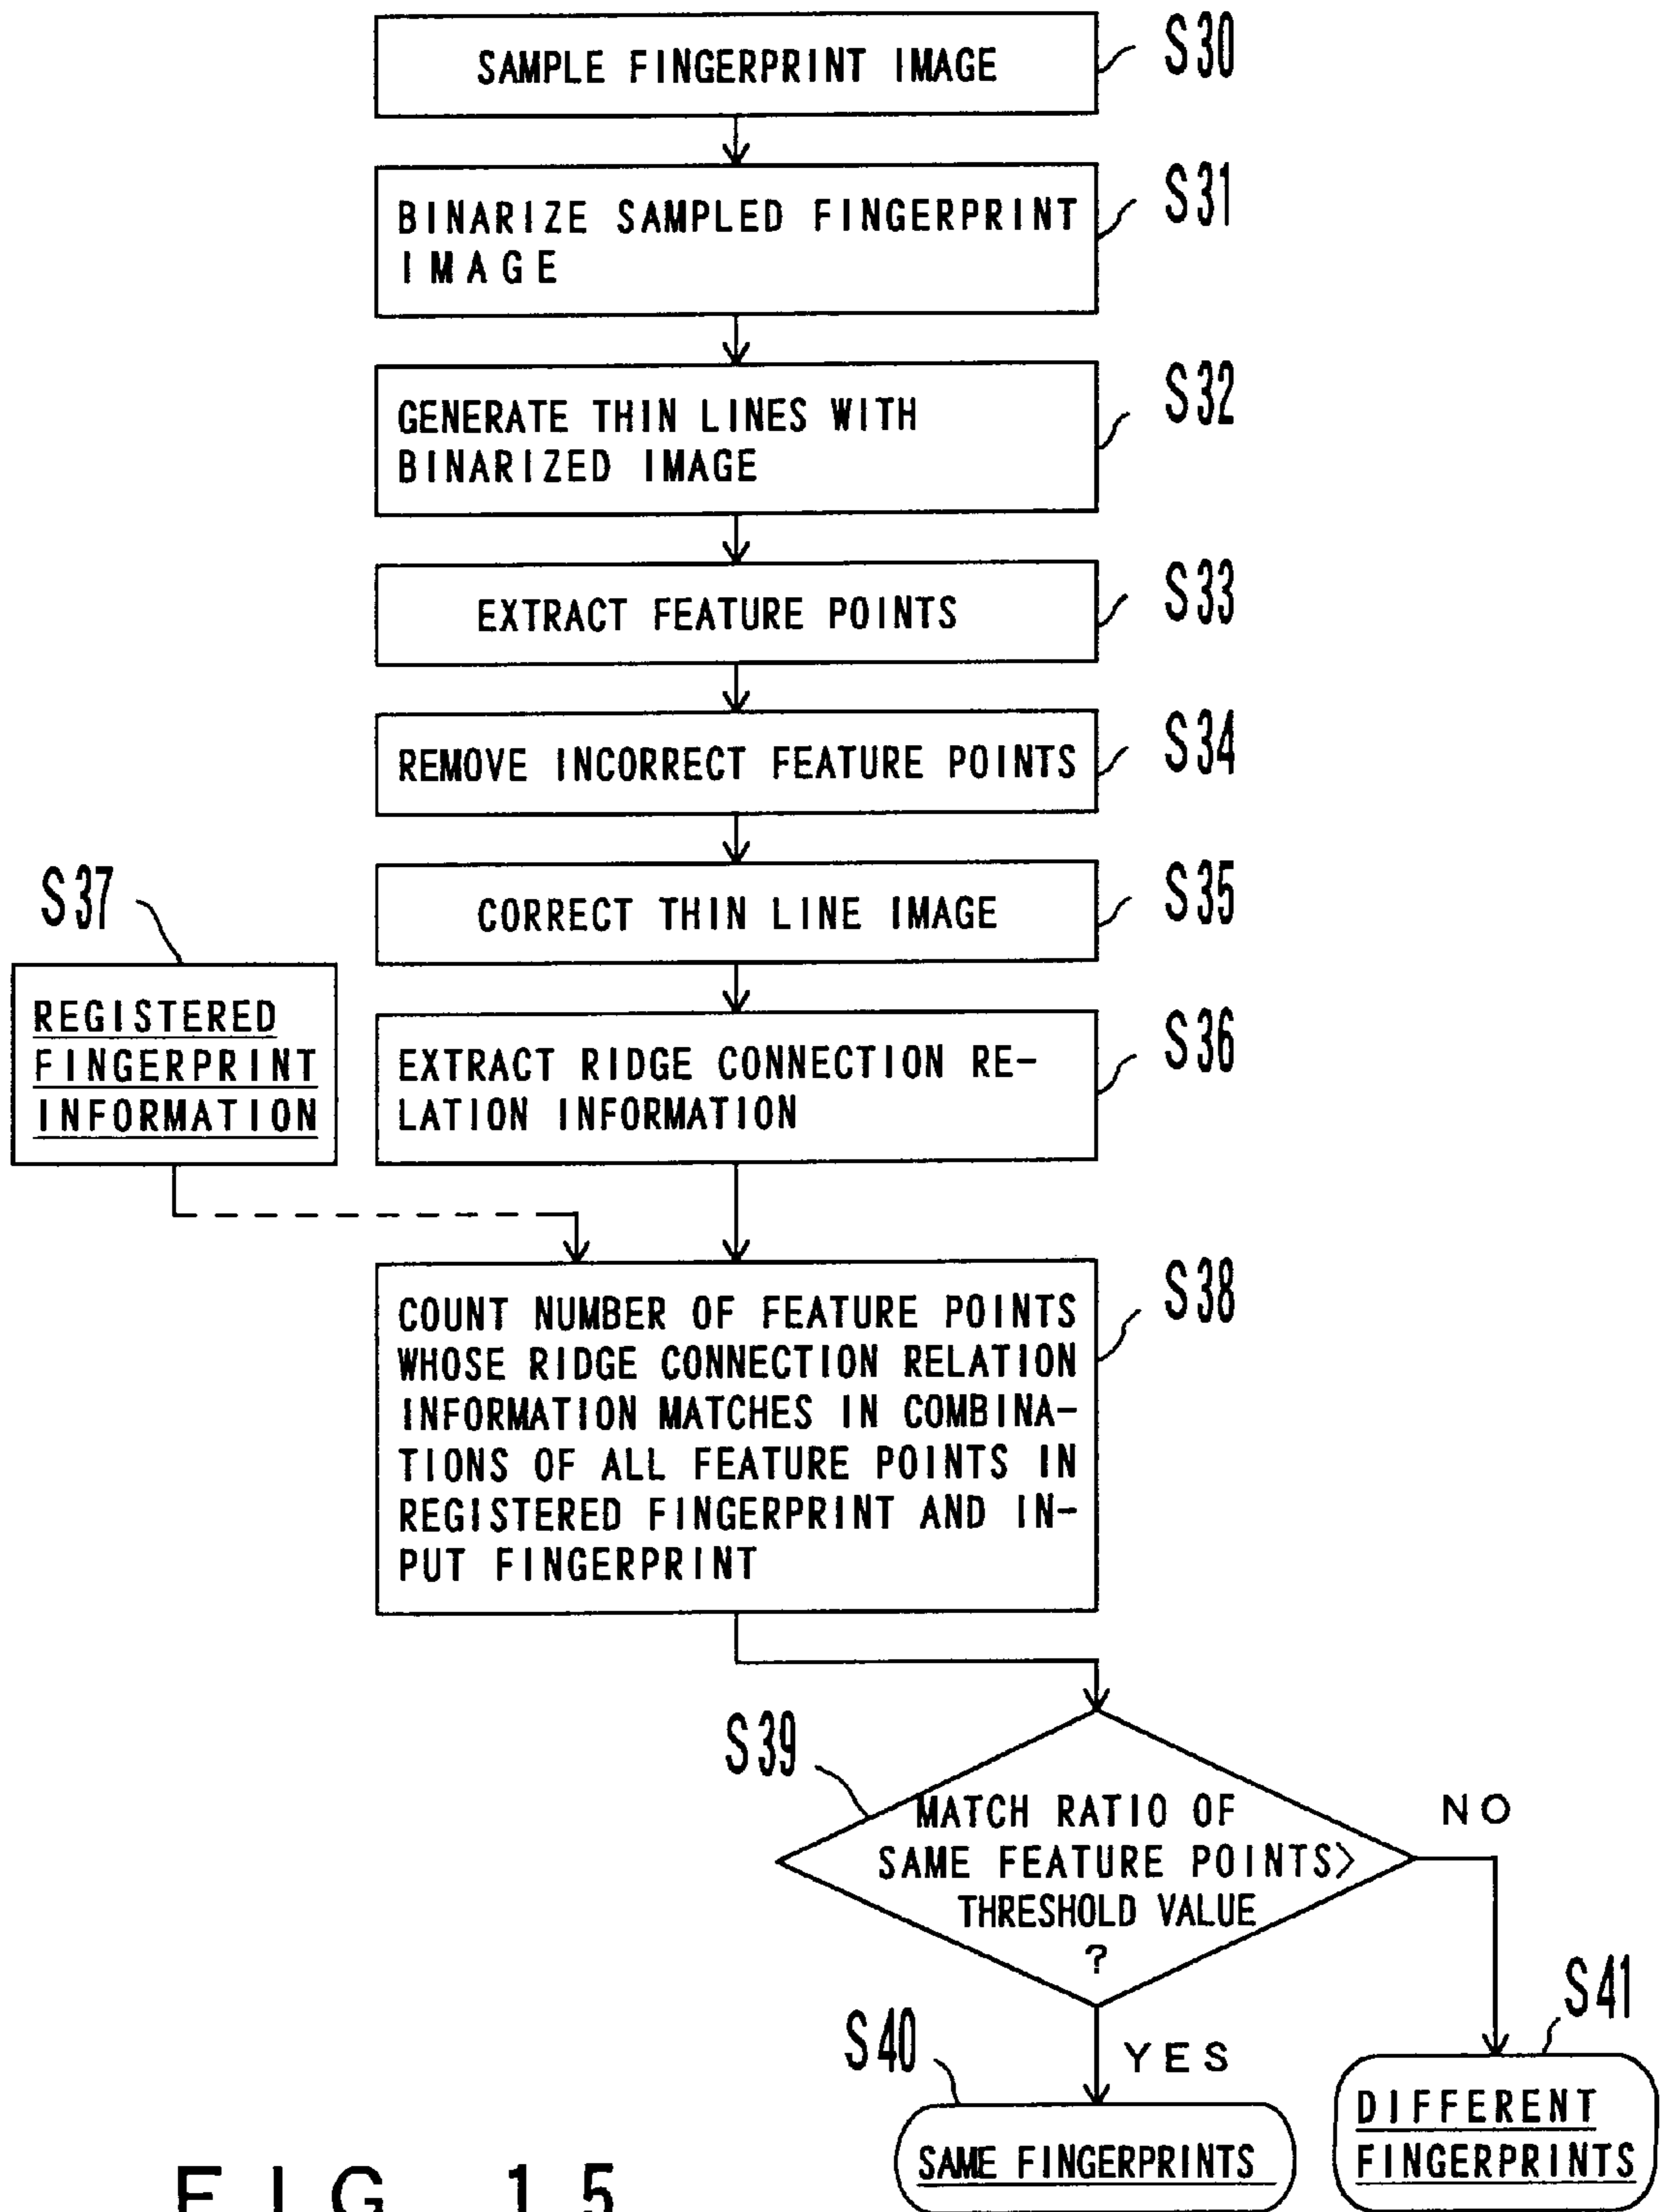 SAMPLE FINGERPRINT IMAGE
S30
BINARIZE SAMPLED FINGERPRINT
IMAGE
S31
GENERATE THIN LINES WITH
BINARIZED IMAGE
S32
EXTRACT FEATURE POINTS
S33
REMOVE INCORRECT FEATURE POINTS
S34
CORRECT THIN LINE IMAGE
S35
S37
REGISTERED
FINGERPRINT
INFORMATION
EXTRACT RIDGE CONNECTION RE-
LATION INFORMATION
S36
COUNT NUMBER OF FEATURE POINTS
WHOSE RIDGE CONNECTION RELATION
INFORMATION MATCHES IN COMBINA-
TIONS OF ALL FEATURE POINTS IN
REGISTERED FINGERPRINT AND IN-
PUT FINGERPRINT
S38
S39
MATCH RATIO OF
SAME FEATURE POINTS>
THRESHOLD VALUE
?
NO
YES
S40
SAME FINGERPRINTS
S41
DIFFERENT
FINGERPRINTS
FIG. 15